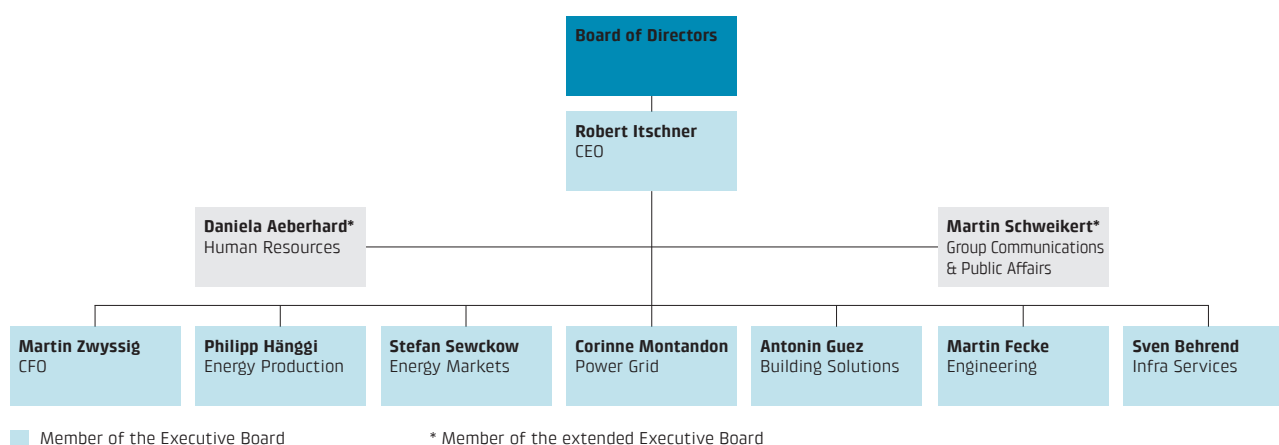 Board of Directors
Robert Itschner
CEO
Daniela Aeberhard*
Human Resources
Martin Schweikert*
Group Communications
& Public Affairs
Martin Zwyssig
CFO
Philipp Hänggi
Energy Production
Stefan Sewckow
Energy Markets
Corinne Montandon
Power Grid
Antonin Guez
Building Solutions
Martin Fecke
Engineering
Sven Behrend
Infra Services
Member of the Executive Board
* Member of the extended Executive Board